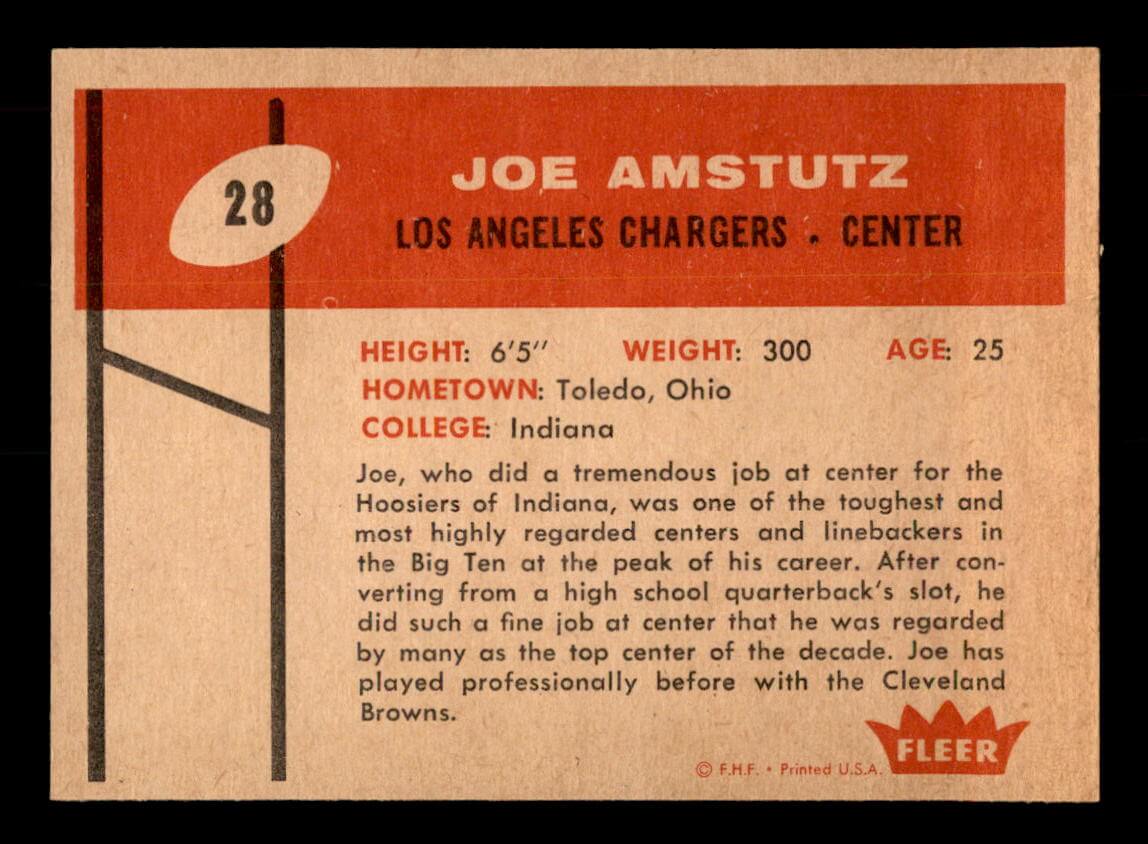 28
JOE AMSTUTZ
LOS ANGELES CHARGERS . CENTER
HEIGHT: 6'5'' WEIGHT: 300 AGE: 25
HOMETOWN: Toledo, Ohio
COLLEGE: Indiana
Joe, who did a tremendous job at center for the
Hoosiers of Indiana, was one of the toughest and
most highly regarded centers and linebackers in
the Big Ten at the peak of his career. After con-
verting from a high school quarterback's slot, he
did such a fine job at center that he was regarded
by many as the top center of the decade. Joe has
played professionally before with the Cleveland
Browns.
FLEER
© F.H.F. • Printed U.S.A.